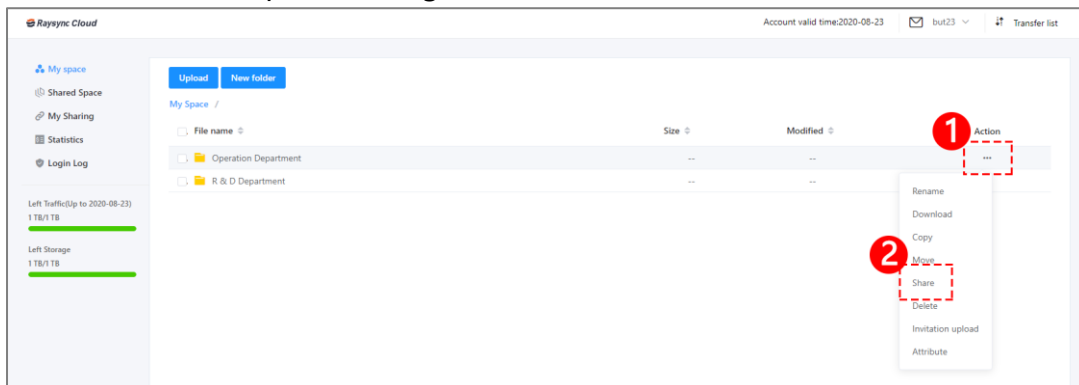 Raysync Cloud
Account valid time:2020-08-23
but23
Transfer list
My space
Shared Space
My Sharing
Statistics
Login Log
Left Traffic(Up to 2020-08-23)
1 TB/1 TB
Left Storage
1 TB/1 TB
Upload
New folder
My Space /
File name
Size
Modified
Action
1
Operation Department
--
--
...
R & D Department
--
--
Rename
Download
Copy
2
Move
Share
Delete
Invitation upload
Attribute